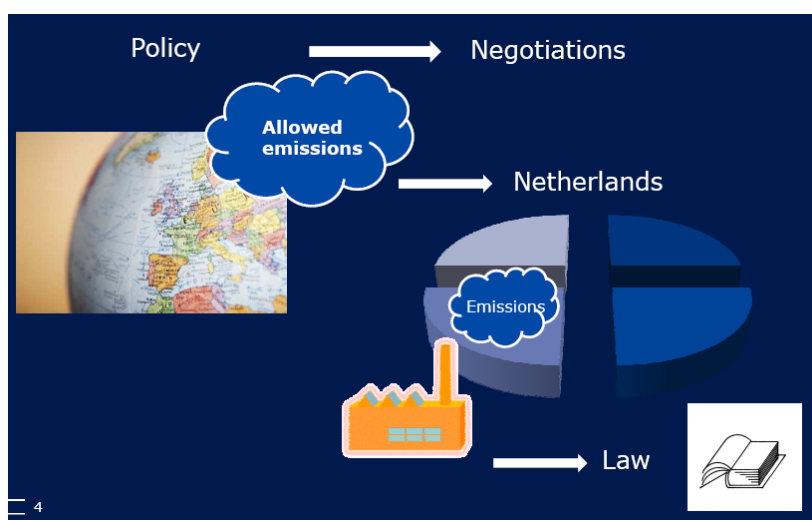 Policy
Negotiations
Allowed
emissions
Netherlands
Emissions
Law
4